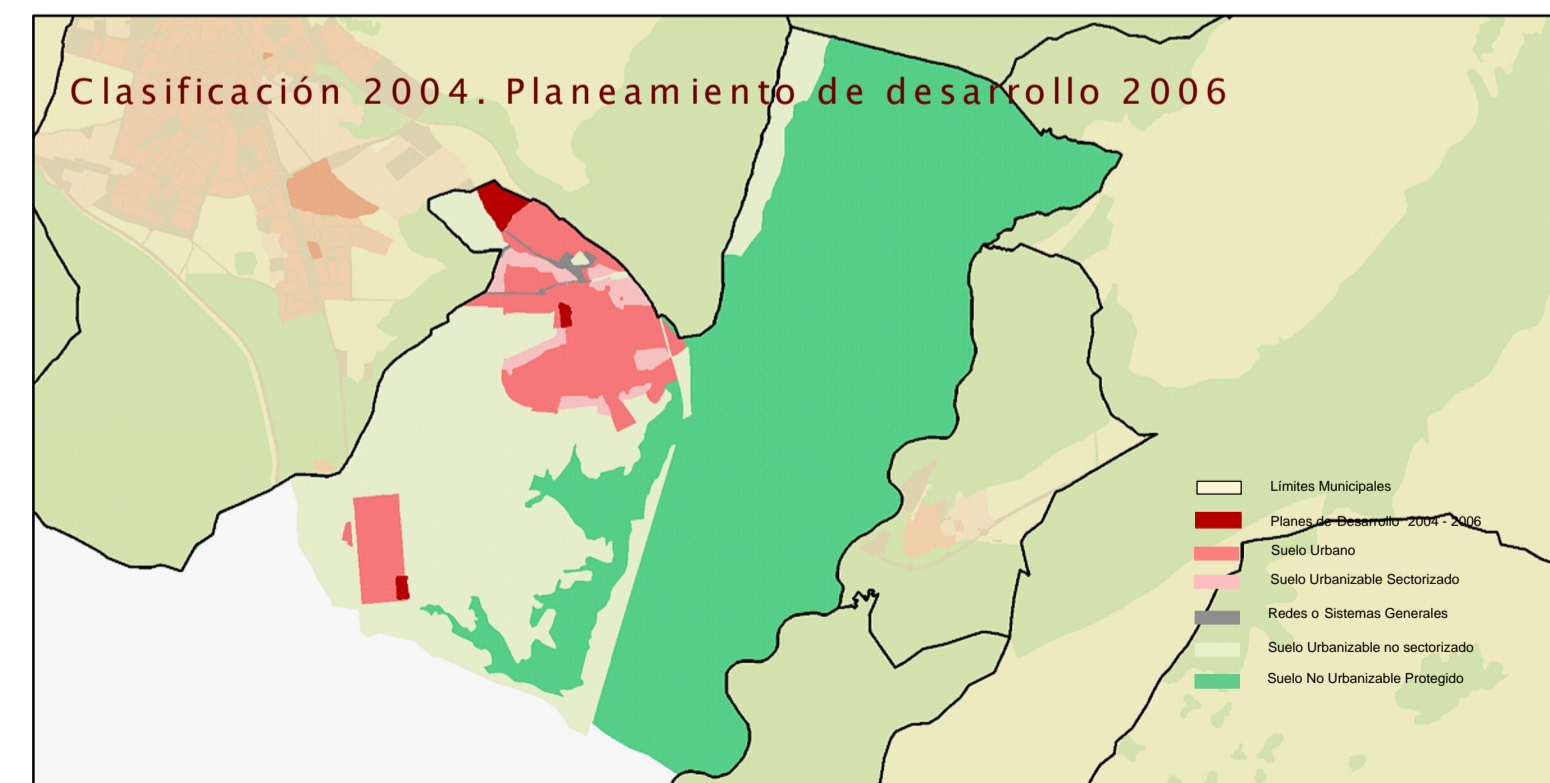 Clasificación 2004. Planeamiento de desarrollo 2006
Límites Municipales
Planes de Desarrollo 2004 - 2006
Suelo Urbano
Suelo Urbanizable Sectorizado
Redes o Sistemas Generales
Suelo Urbanizable no sectorizado
Suelo No Urbanizable Protegido